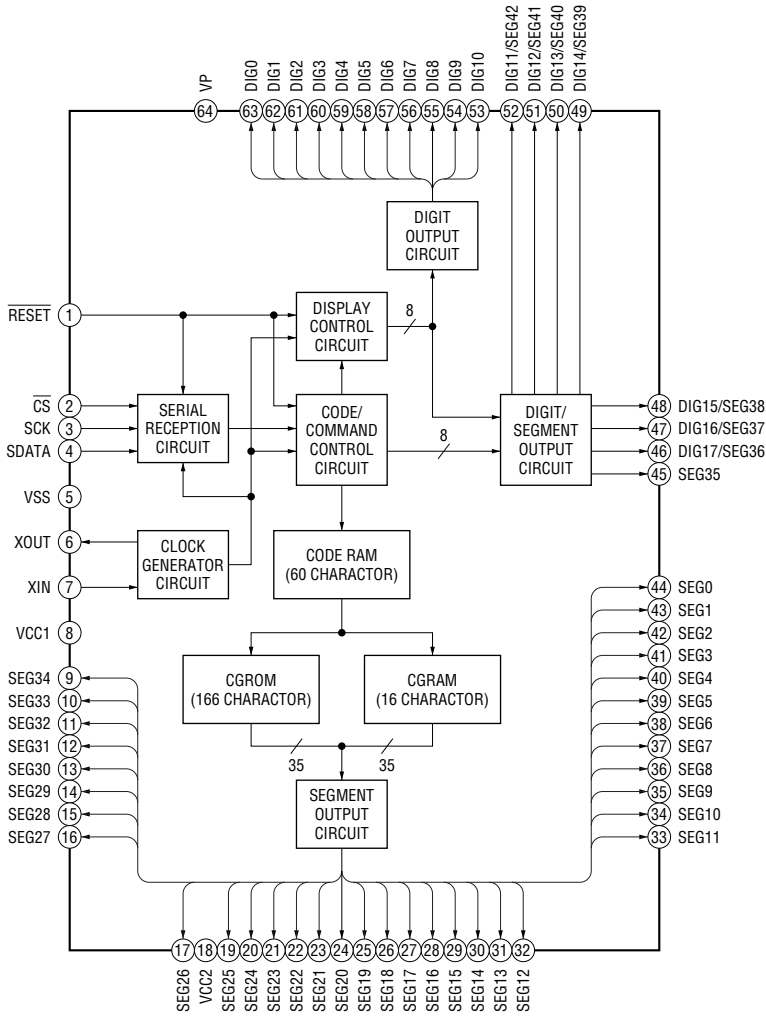 VP DIG0 DIG1 DIG2 DIG3 DIG4 DIG5 DIG6 DIG7 DIG8 DIG9 DIG10 DIG11/SEG42 DIG12/SEG41 DIG13/SEG40 DIG14/SEG39
64 63 62 61 60 59 58 57 56 55 54 53 52 51 50 49
DIGIT
OUTPUT
CIRCUIT
RESET 1
DISPLAY
CONTROL
CIRCUIT
8
CS 2
SCK 3
SDATA 4
SERIAL
RECEPTION
CIRCUIT
CODE/
COMMAND
CONTROL
CIRCUIT
8
DIGIT/
SEGMENT
OUTPUT
CIRCUIT
48 DIG15/SEG38
47 DIG16/SEG37
46 DIG17/SEG36
45 SEG35
VSS 5
XOUT 6
XIN 7
CLOCK
GENERATOR
CIRCUIT
CODE RAM
(60 CHARACTOR)
VCC1 8
CGROM
(166 CHARACTOR)
CGRAM
(16 CHARACTOR)
35
35
SEGMENT
OUTPUT
CIRCUIT
SEG34 9
SEG33 10
SEG32 11
SEG31 12
SEG30 13
SEG29 14
SEG28 15
SEG27 16
44 SEG0
43 SEG1
42 SEG2
41 SEG3
40 SEG4
39 SEG5
38 SEG6
37 SEG7
36 SEG8
35 SEG9
34 SEG10
33 SEG11
17 18 19 20 21 22 23 24 25 26 27 28 29 30 31 32
SEG26 VCC2 SEG25 SEG24 SEG23 SEG22 SEG21 SEG20 SEG19 SEG18 SEG17 SEG16 SEG15 SEG14 SEG13 SEG12